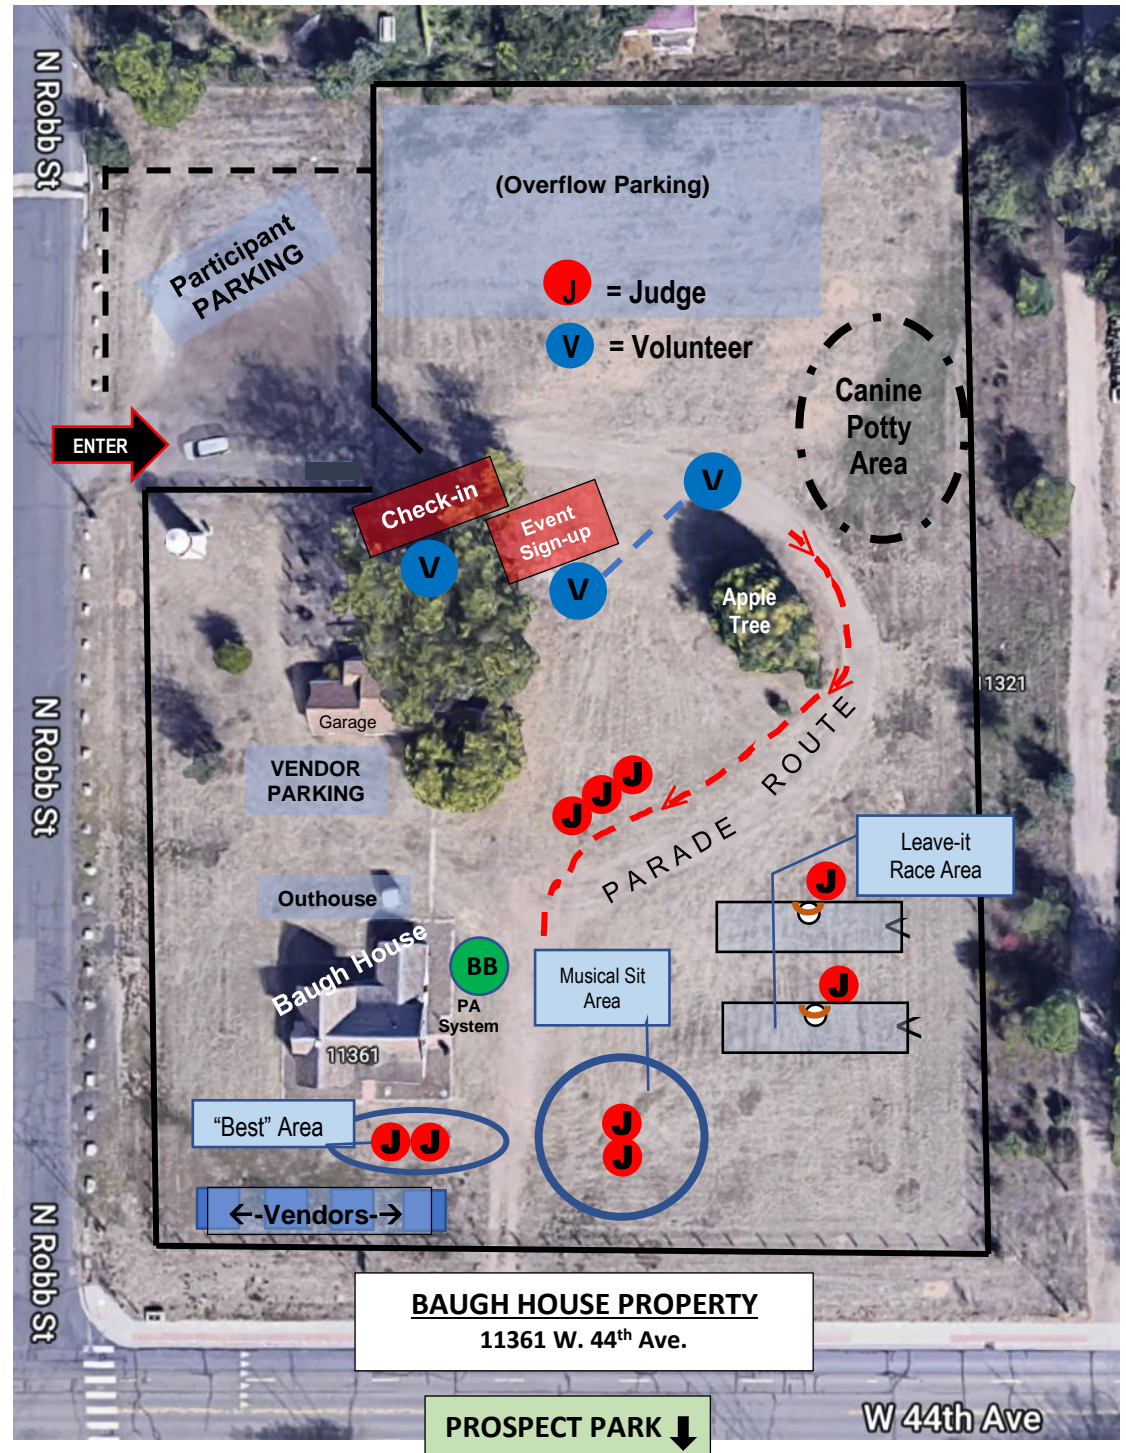 N Robb St
(Overflow Parking)
Participant
PARKING
J = Judge
V = Volunteer
Canine
Potty
Area
ENTER
Check-in
V
Event
Sign-up
V
V
Apple
Tree
11321
Garage
VENDOR
PARKING
N Robb St
J
J
J
PARADE ROUTE
Leave-it
Race Area
J
Outhouse
Baugh House
BB
PA
System
Musical Sit
Area
J
11361
"Best" Area
J J
J
J
←-Vendors-→
N Robb St
BAUGH HOUSE PROPERTY
11361 W. 44th Ave.
PROSPECT PARK
W 44th Ave